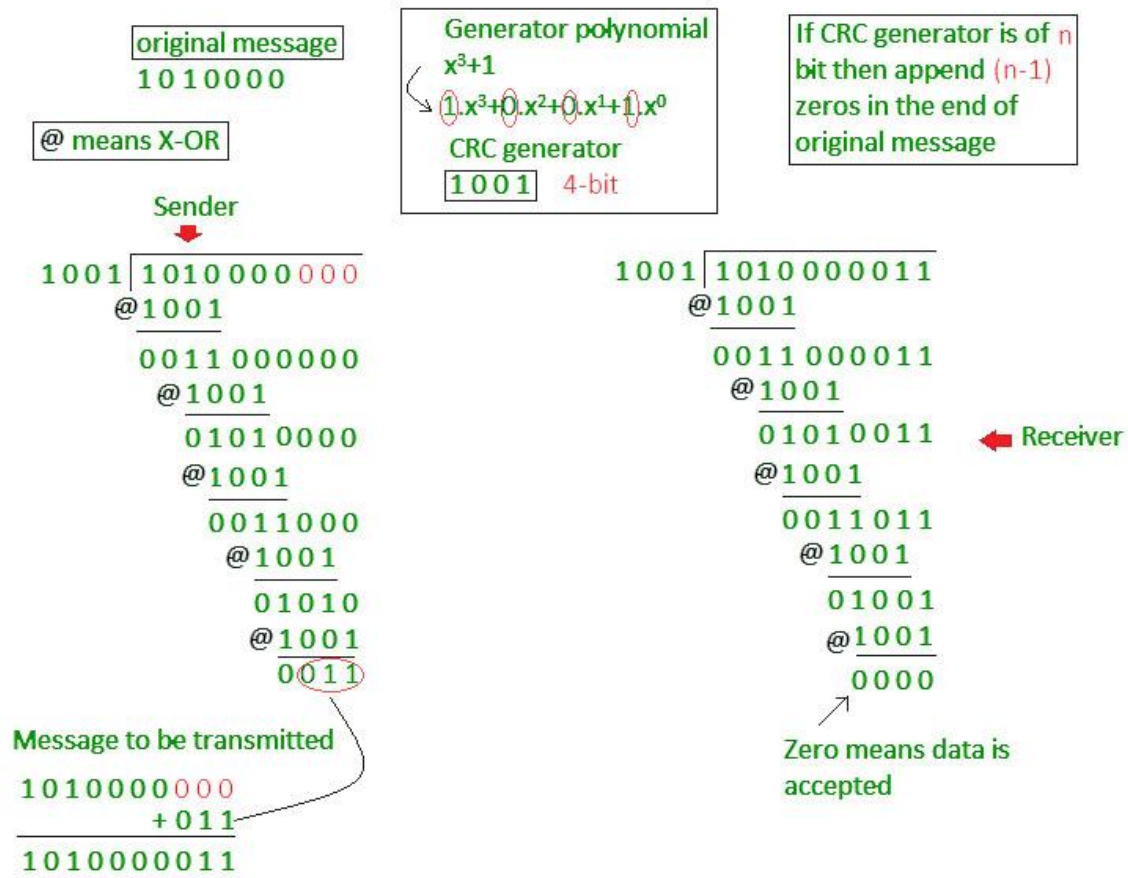 original message
1010000
@ means X-OR
Generator polynomial
x³+1
1.x³+0.x²+0.x¹+1.x⁰
CRC generator
1001 4-bit
If CRC generator is of n
bit then append (n-1)
zeros in the end of
original message
Sender
1001 1010000000
@1001
0011000000
@1001
01010000
@1001
0011000
@1001
01010
@1001
0011
Message to be transmitted
1010000000
+011
1010000011
1001 1010000011
@1001
0011000011
@1001
01010011
@1001
0011011
@1001
01001
@1001
0000
Receiver
Zero means data is
accepted